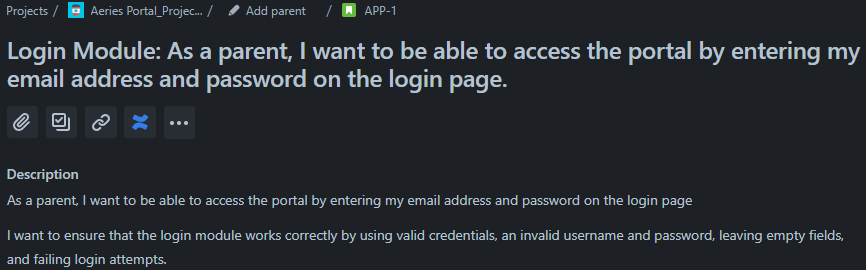 Projects / Aeries Portal_Projec... / Add parent / APP-1
Login Module: As a parent, I want to be able to access the portal by entering my
email address and password on the login page.
Description
As a parent, I want to be able to access the portal by entering my email address and password on the login page
I want to ensure that the login module works correctly by using valid credentials, an invalid username and password, leaving empty fields,
and failing login attempts.